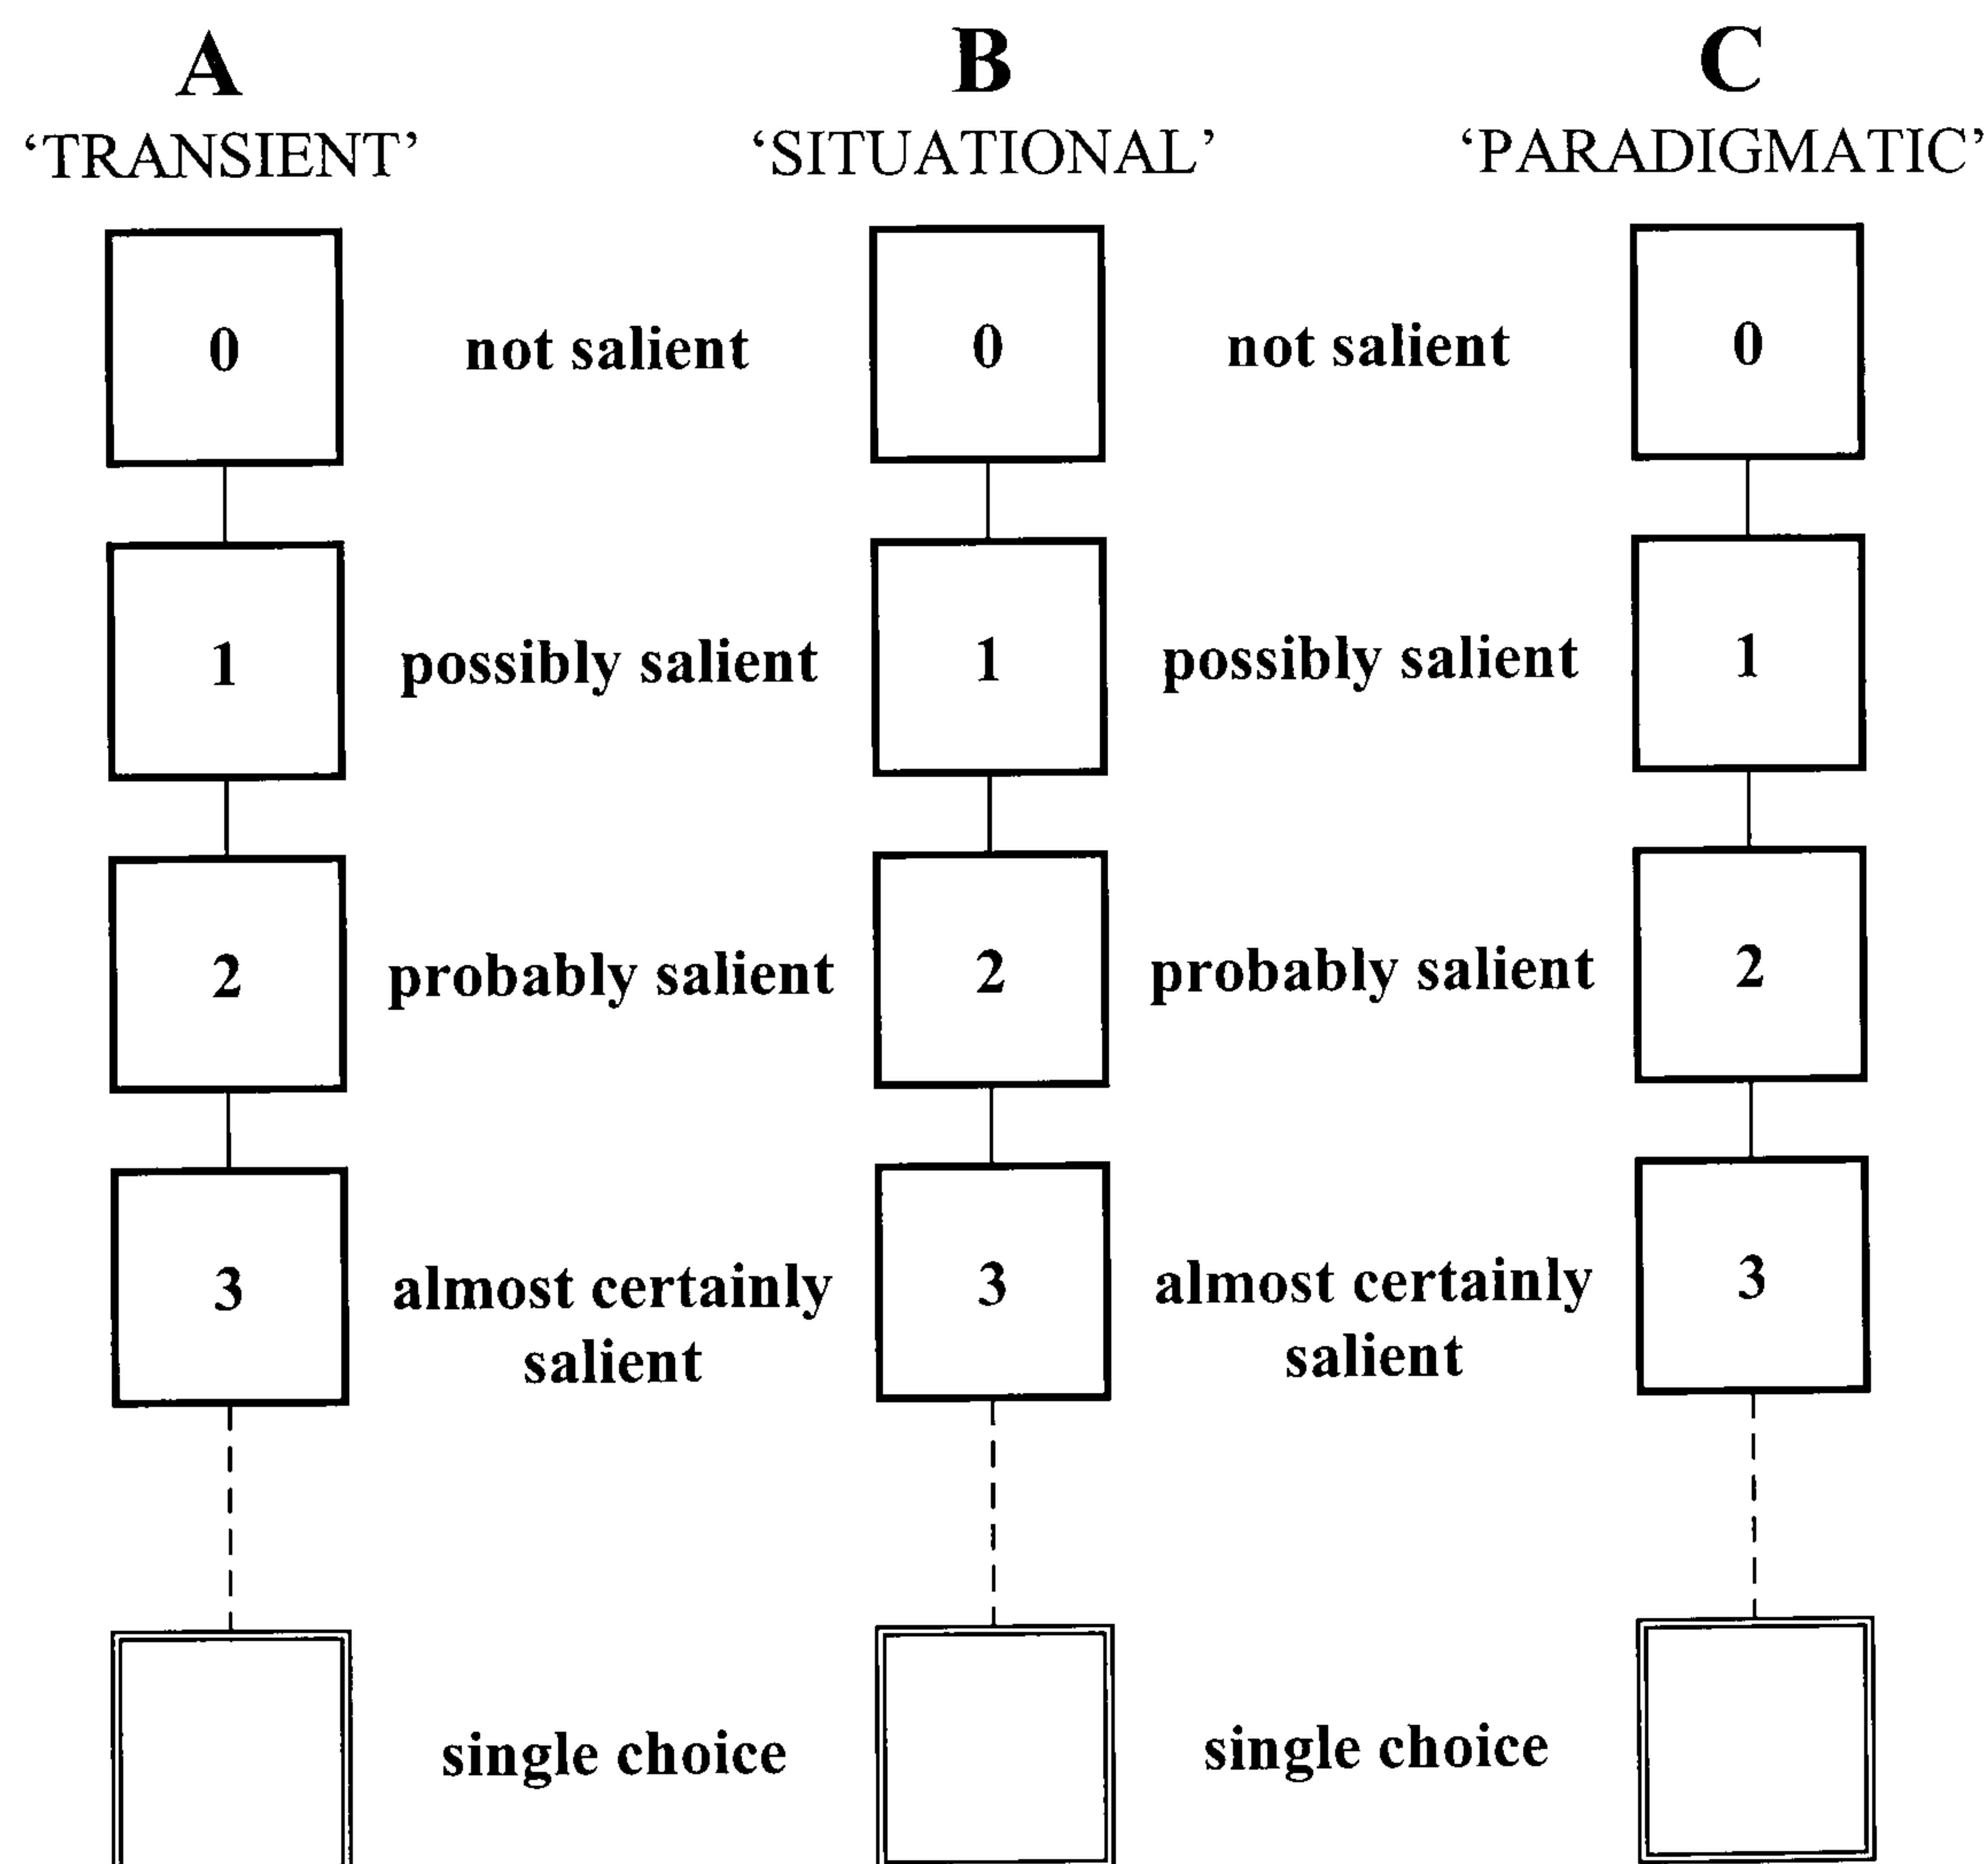 A B C
‘TRANSIENT’ ‘SITUATIONAL’ ‘PARADIGMATIC’
0 not salient 0 not salient 0
1 possibly salient 1 possibly salient 1
2 probably salient 2 probably salient 2
3 almost certainly 3 almost certainly 3
salient salient
single choice single choice